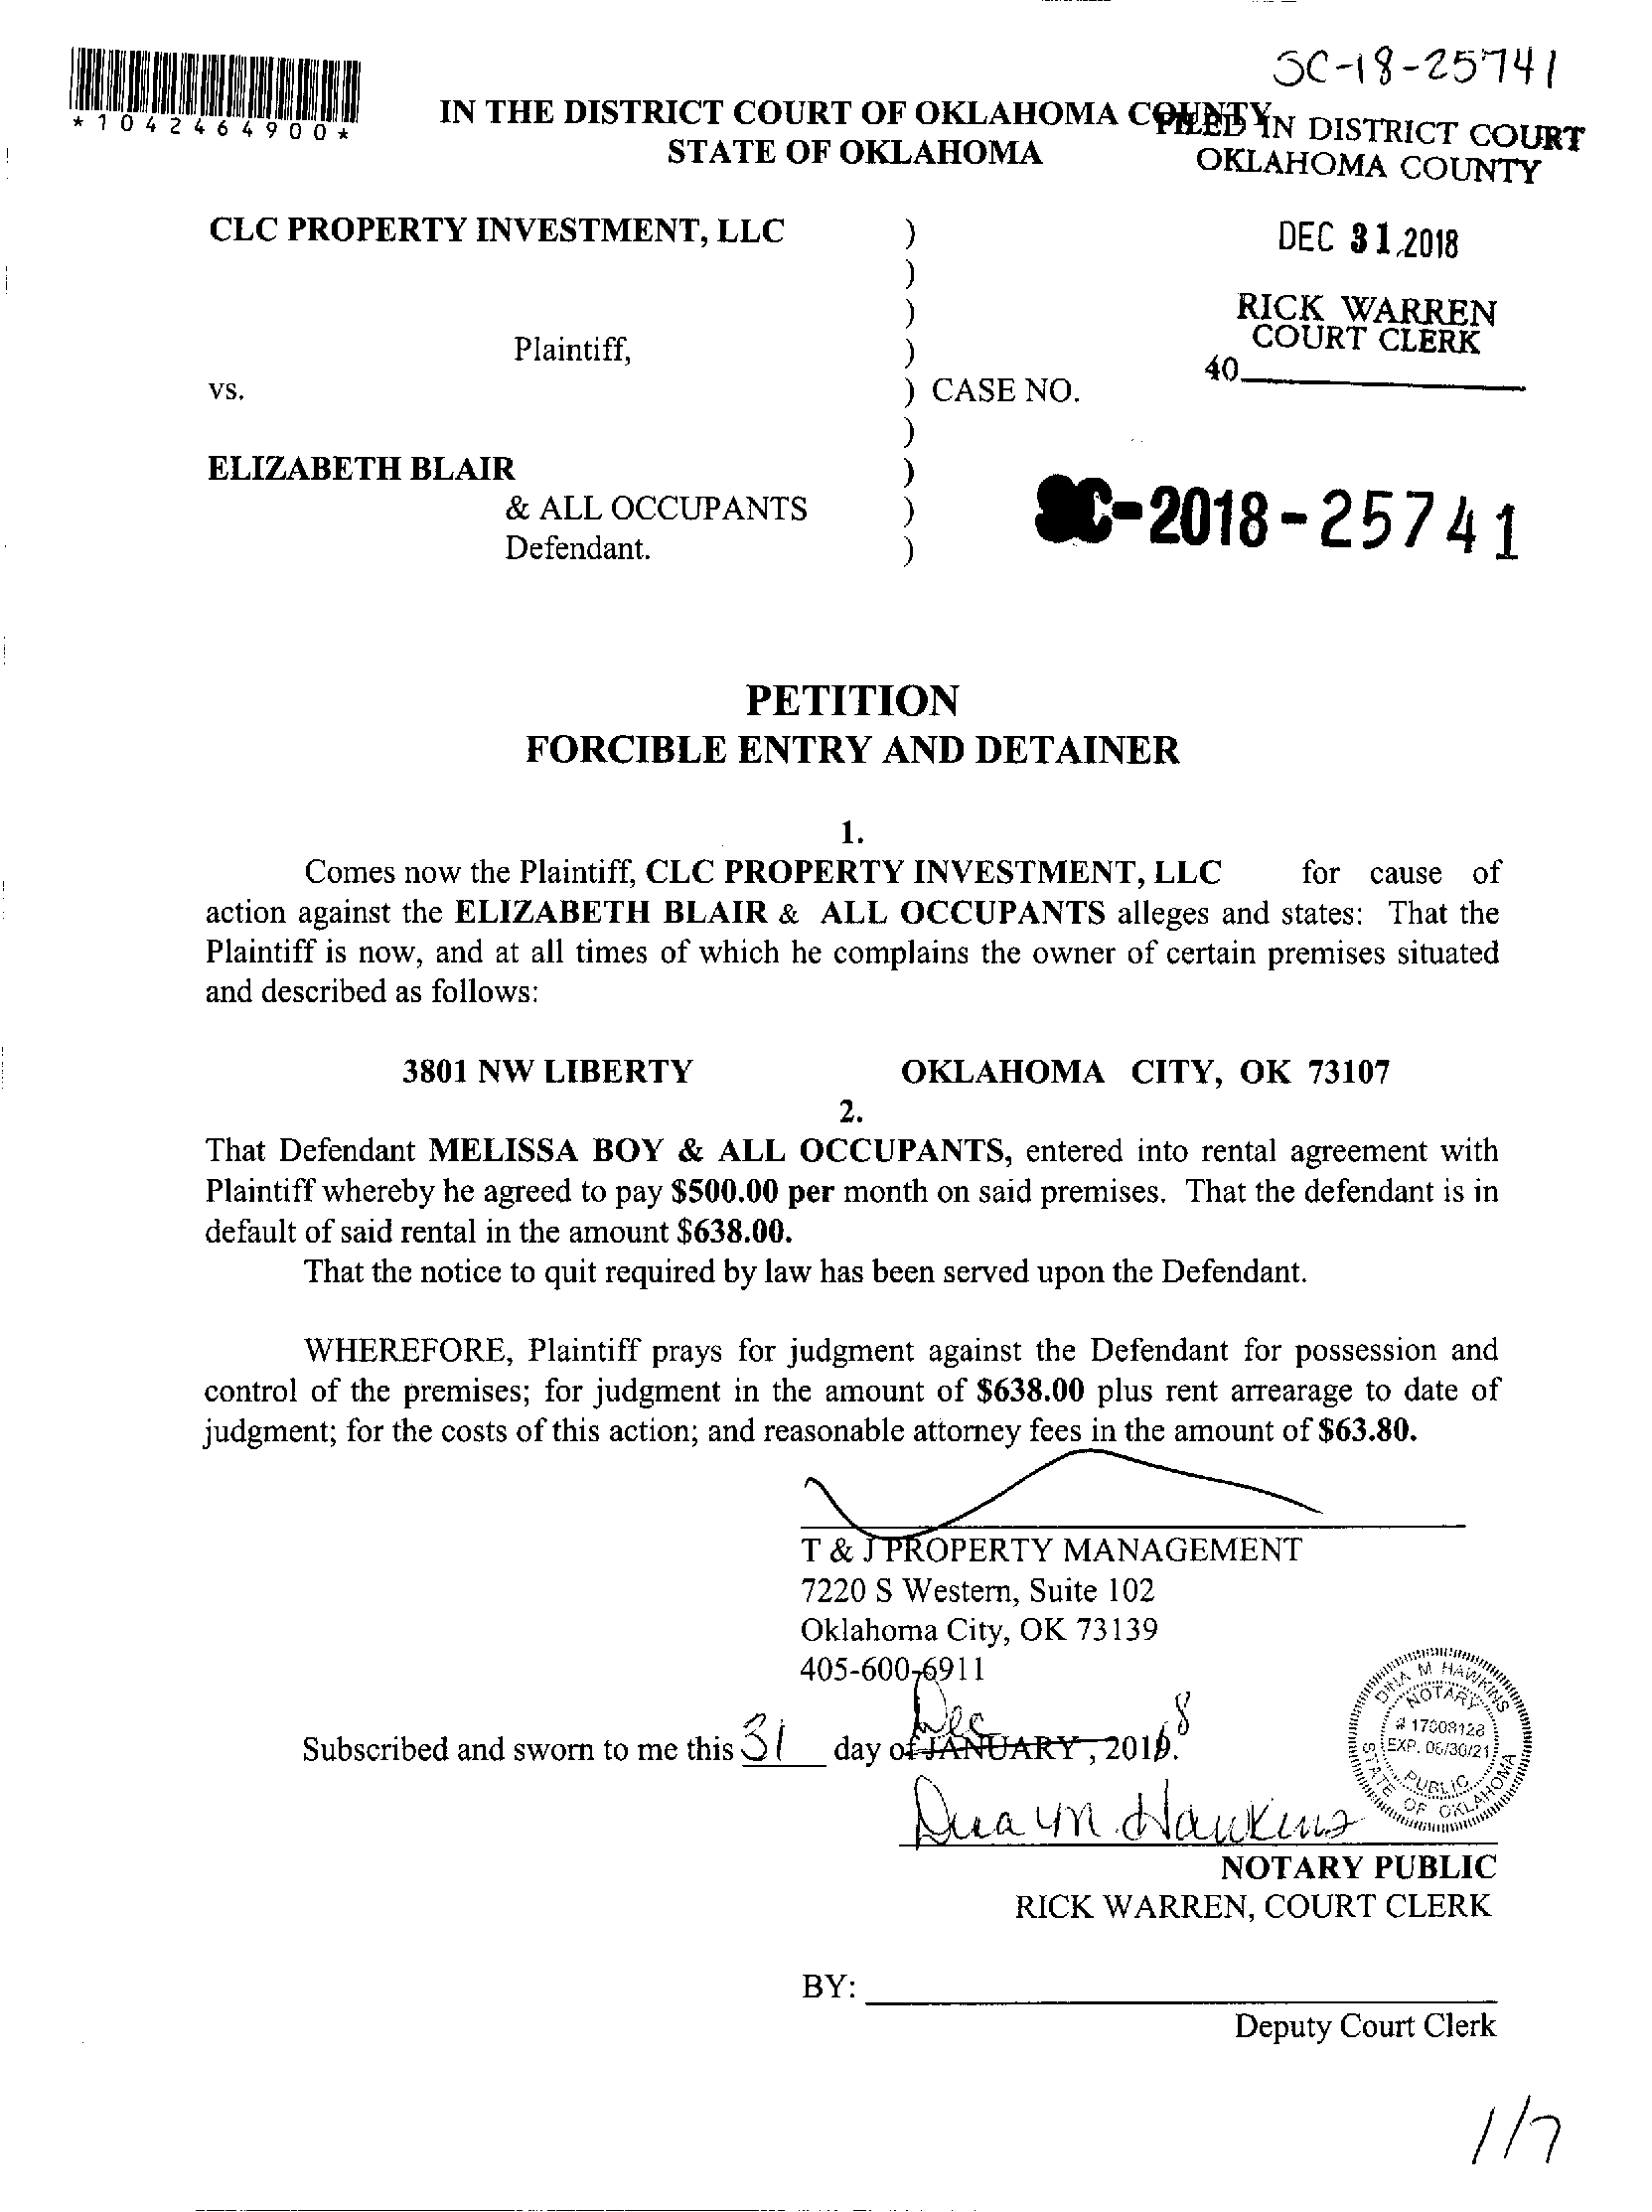 SC-18-25741
*1042464900*
IN THE DISTRICT COURT OF OKLAHOMA COUNTY
STATE OF OKLAHOMA
FILED IN DISTRICT COURT
OKLAHOMA COUNTY
CLC PROPERTY INVESTMENT, LLC )
DEC 31 2018
)
)
RICK WARREN
COURT CLERK
Plaintiff, )
40
vs. ) CASE NO.
)
ELIZABETH BLAIR )
& ALL OCCUPANTS )
SC-2018-25741
Defendant. )
PETITION
FORCIBLE ENTRY AND DETAINER
1.
Comes now the Plaintiff, CLC PROPERTY INVESTMENT, LLC for cause of
action against the ELIZABETH BLAIR & ALL OCCUPANTS alleges and states: That the
Plaintiff is now, and at all times of which he complains the owner of certain premises situated
and described as follows:
3801 NW LIBERTY OKLAHOMA CITY, OK 73107
2.
That Defendant MELISSA BOY & ALL OCCUPANTS, entered into rental agreement with
Plaintiff whereby he agreed to pay $500.00 per month on said premises. That the defendant is in
default of said rental in the amount $638.00.
That the notice to quit required by law has been served upon the Defendant.
WHEREFORE, Plaintiff prays for judgment against the Defendant for possession and
control of the premises; for judgment in the amount of $638.00 plus rent arrearage to date of
judgment; for the costs of this action; and reasonable attorney fees in the amount of $63.80.
T & J PROPERTY MANAGEMENT
7220 S Western, Suite 102
Oklahoma City, OK 73139
405-600-6911
Dec 8
Subscribed and sworn to me this 31 day of JANUARY, 2019.
DINA M HAWKINS
NOTARY
# 17008128
EXP. 06/30/21
PUBLIC
STATE OF OKLAHOMA
Dina M Hawkins
NOTARY PUBLIC
RICK WARREN, COURT CLERK
BY:
Deputy Court Clerk
1/7